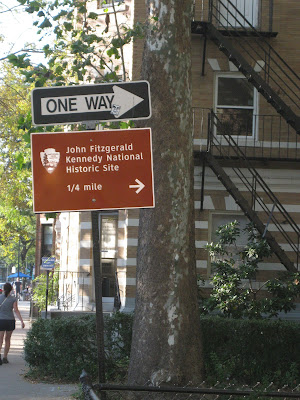 ONE WAY
John Fitzgerald
Kennedy National
Historic Site
1/4 mile